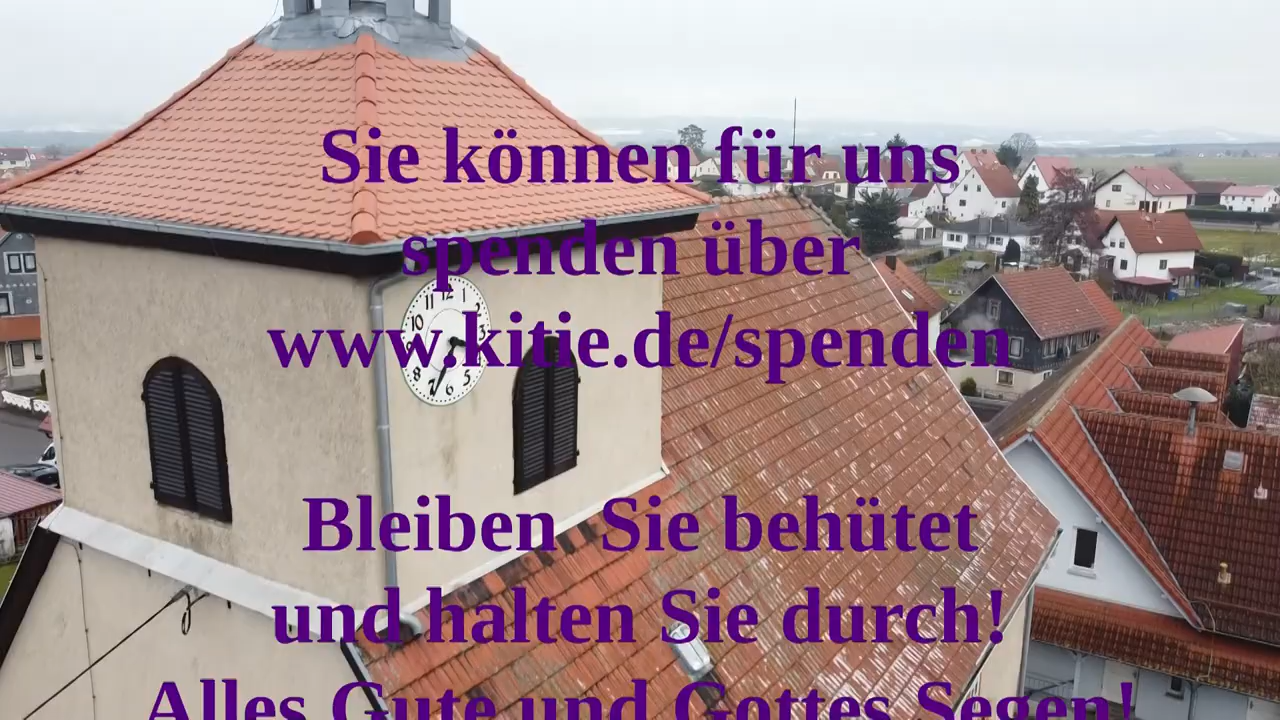 Sie können für uns
spenden über
www.kitie.de/spenden
Bleiben Sie behütet
und halten Sie durch!
Alles Gute und Gottes Segen!